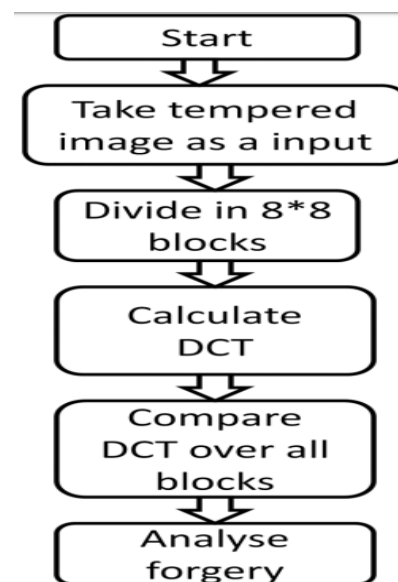 Start
Take tempered
image as a input
Divide in 8*8
blocks
Calculate
DCT
Compare
DCT over all
blocks
Analyse
forgery